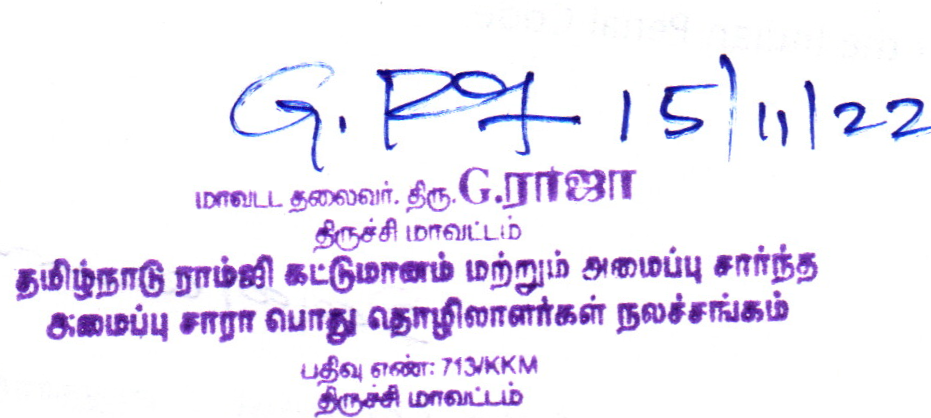 G. 15/11/22
மாவட்ட தலைவர். திரு.G.ராஜா
திருச்சி மாவட்டம்
தமிழ்நாடு ராம்ஜி கட்டுமானம் மற்றும் அமைப்பு சார்ந்த
அமைப்பு சாரா பொது தொழிலாளர்கள் நலச்சங்கம்
பதிவு எண்: 713/KKM
திருச்சி மாவட்டம்